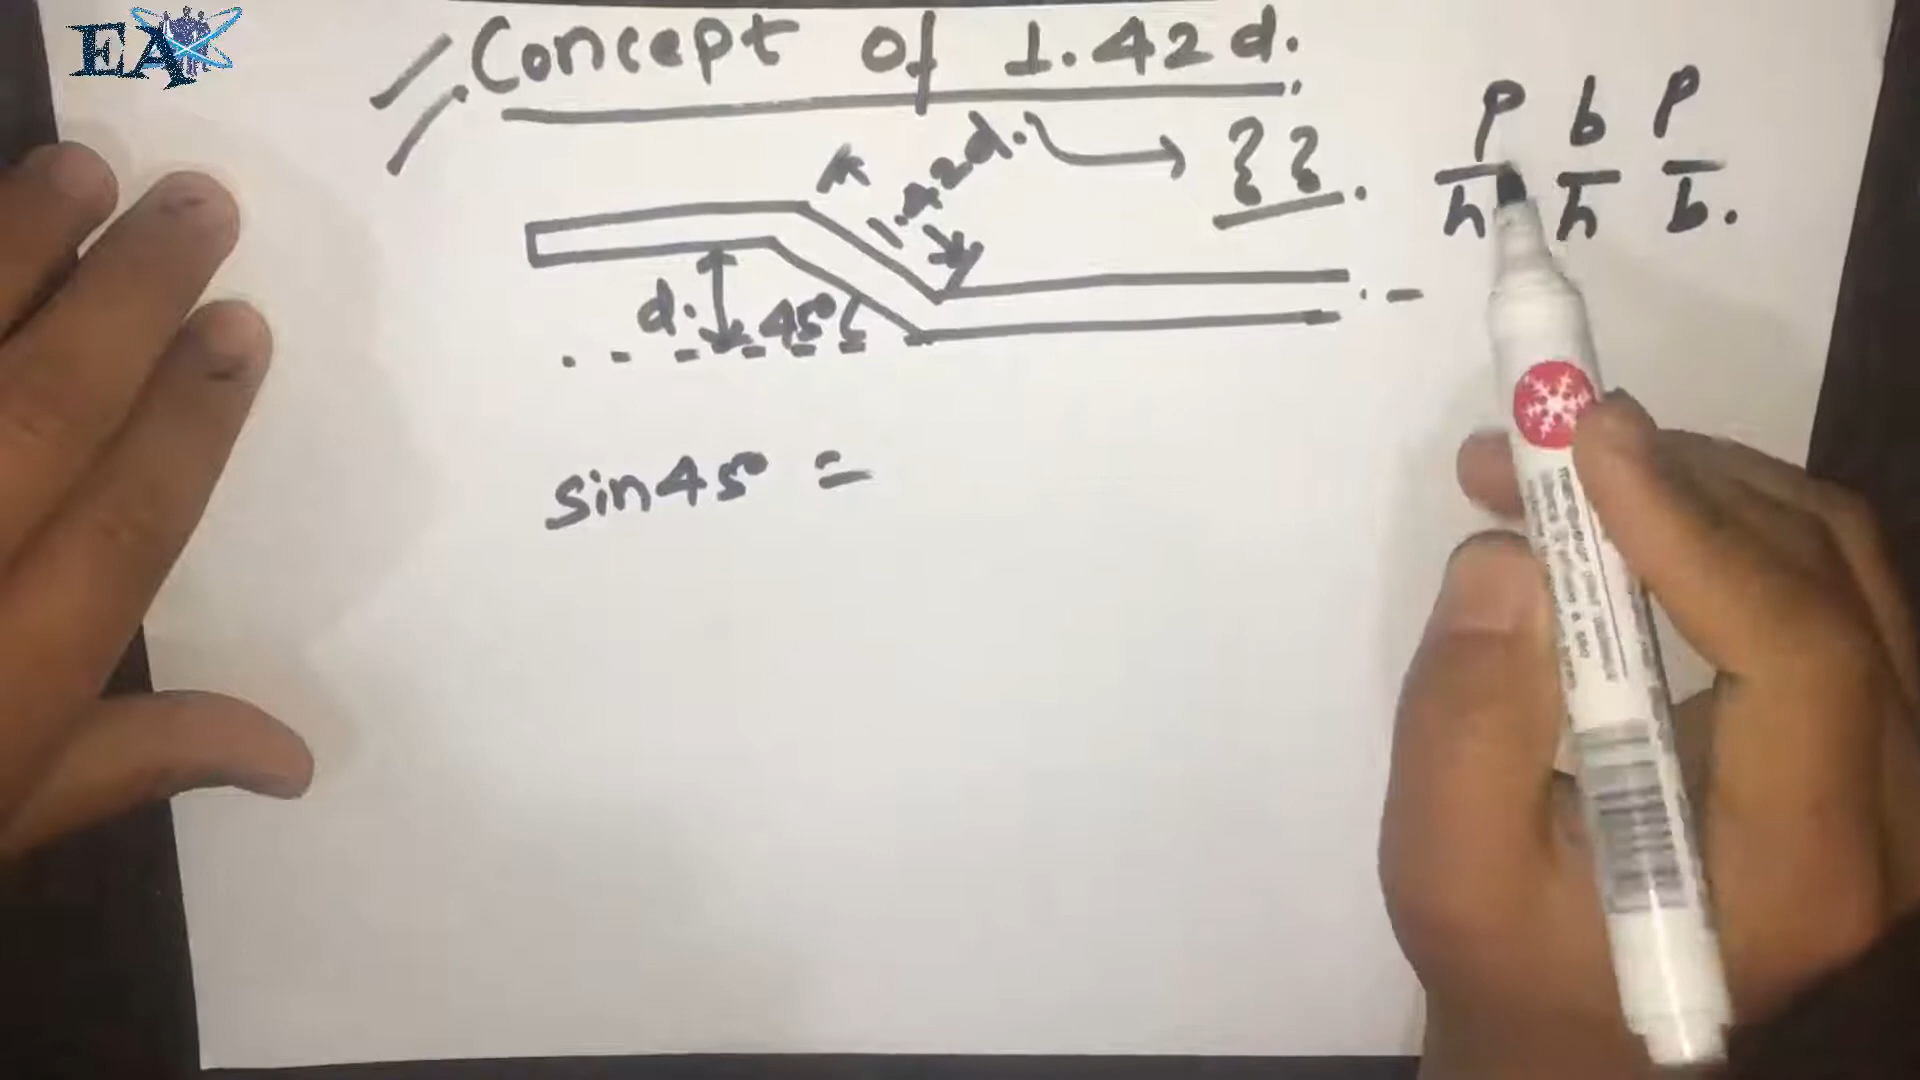 EA
Concept of 1.42d.
1.42d. → ? ? .
d.
45°
p b p
h h b.
sin45° =